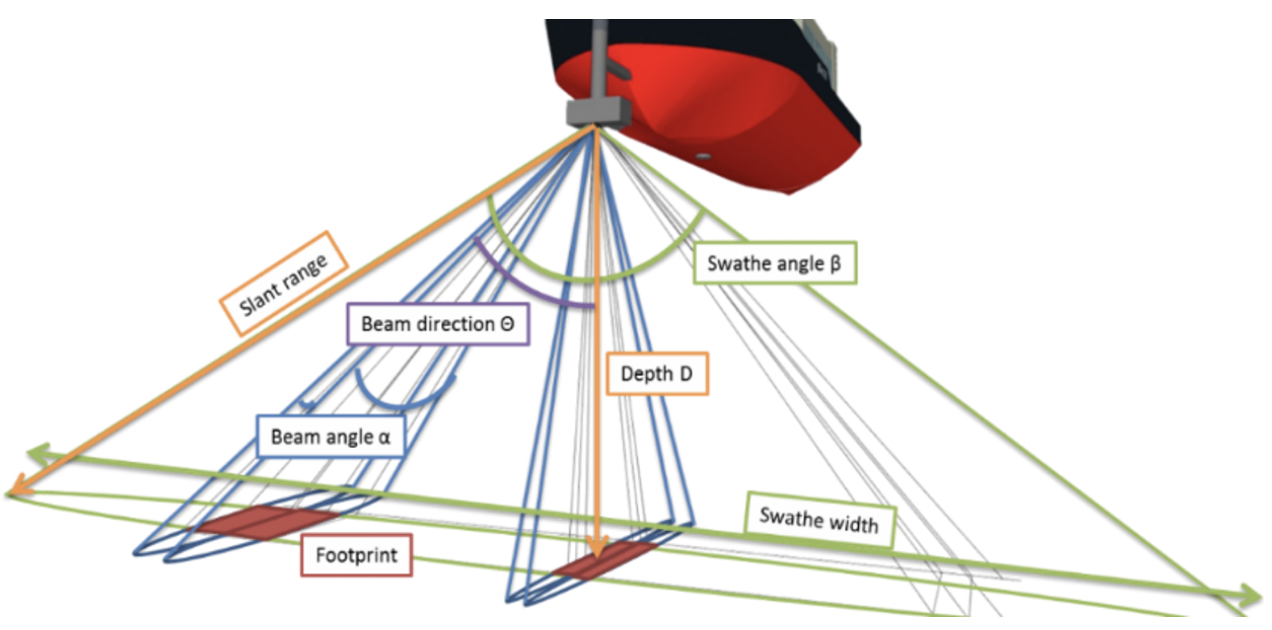 Slant range
Swathe angle β
Beam direction Θ
Depth D
Beam angle α
Swathe width
Footprint